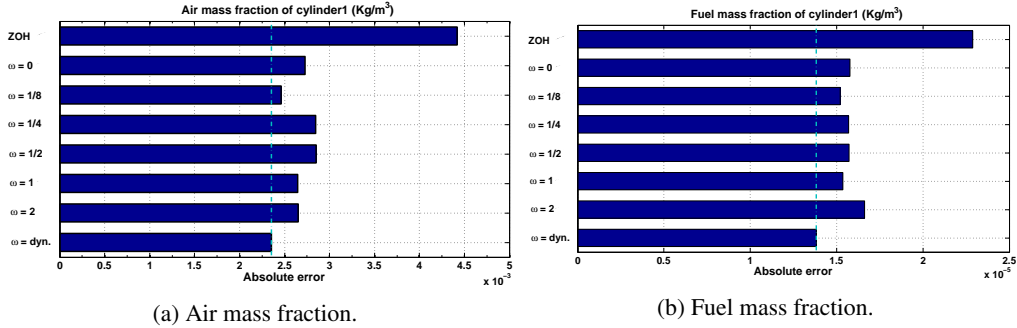 Air mass fraction of cylinder1 (Kg/m³)
ZOH
ω = 0
ω = 1/8
ω = 1/4
ω = 1/2
ω = 1
ω = 2
ω = dyn.
0 0.5 1 1.5 2 2.5 3 3.5 4 4.5 5
Absolute error
x 10⁻³
(a) Air mass fraction.
Fuel mass fraction of cylinder1 (Kg/m³)
ZOH
ω = 0
ω = 1/8
ω = 1/4
ω = 1/2
ω = 1
ω = 2
ω = dyn.
0 0.5 1 1.5 2 2.5
Absolute error
x 10⁻⁵
(b) Fuel mass fraction.